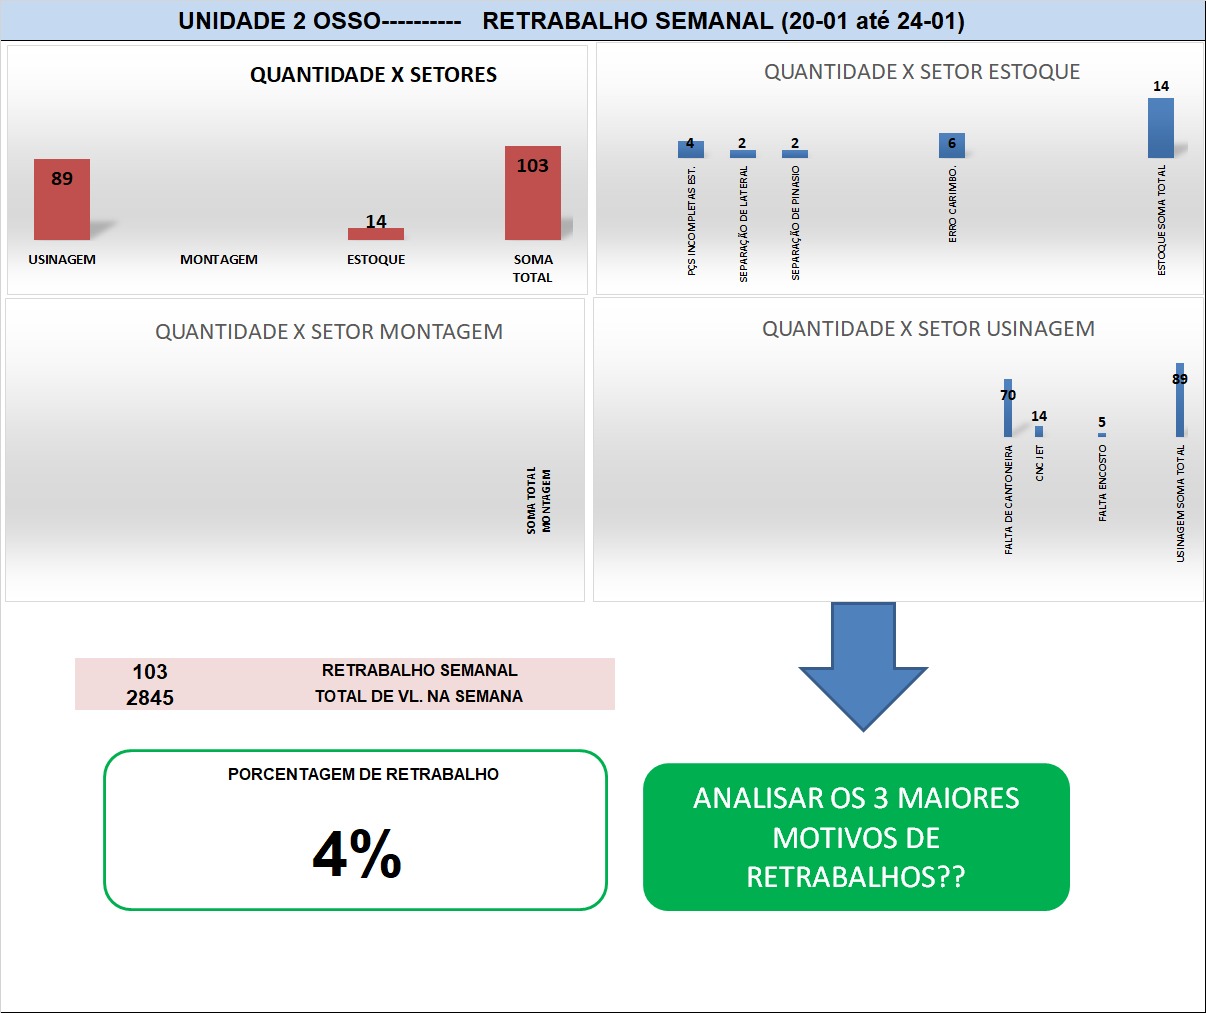 UNIDADE 2 OSSO---------- RETRABALHO SEMANAL (20-01 até 24-01)
QUANTIDADE X SETORES
89
14
103
USINAGEM
MONTAGEM
ESTOQUE
SOMA
TOTAL
QUANTIDADE X SETOR ESTOQUE
4
2
2
6
14
PÇS INCOMPLETAS EST.
SEPARAÇÃO DE LATERAL
SEPARAÇÃO DE PINASIO
ERRO CARIMBO.
ESTOQUE SOMA TOTAL
QUANTIDADE X SETOR MONTAGEM
SOMA TOTAL
MONTAGEM
QUANTIDADE X SETOR USINAGEM
70
14
5
89
FALTA DE CANTONEIRA
CNC JET
FALTA ENCOSTO
USINAGEM SOMA TOTAL
103 RETRABALHO SEMANAL
2845 TOTAL DE VL. NA SEMANA
PORCENTAGEM DE RETRABALHO
4%
ANALISAR OS 3 MAIORES
MOTIVOS DE
RETRABALHOS??